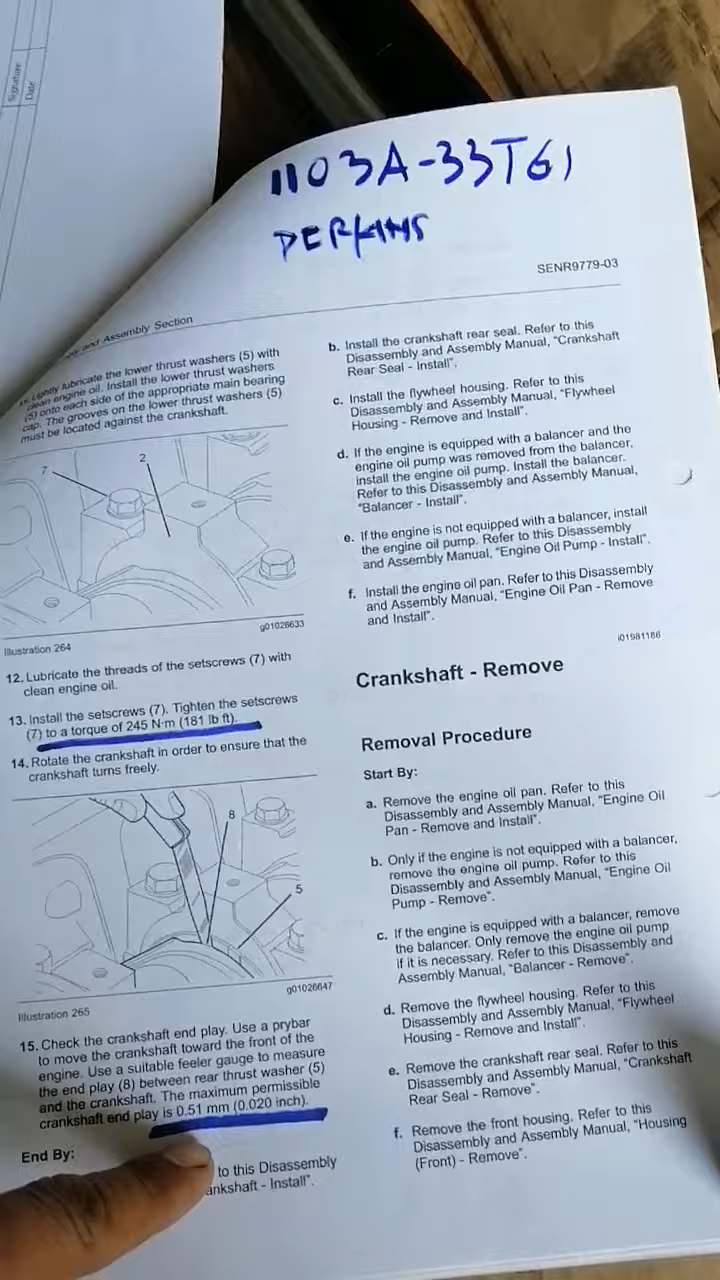 Signature
Date
1103A-33TG1
PERKINS
SENR9779-03
and Assembly Section
Lightly lubricate the lower thrust washers (5) with
clean engine oil. Install the lower thrust washers
(5) onto each side of the appropriate main bearing
cap. The grooves on the lower thrust washers (5)
must be located against the crankshaft.
7
2
g01026633
Illustration 264
12. Lubricate the threads of the setscrews (7) with
clean engine oil.
13. Install the setscrews (7). Tighten the setscrews
(7) to a torque of 245 N·m (181 lb ft).
14. Rotate the crankshaft in order to ensure that the
crankshaft turns freely.
8
5
g01026647
Illustration 265
15. Check the crankshaft end play. Use a prybar
to move the crankshaft toward the front of the
engine. Use a suitable feeler gauge to measure
the end play (8) between rear thrust washer (5)
and the crankshaft. The maximum permissible
crankshaft end play is 0.51 mm (0.020 inch).
End By:
to this Disassembly
ankshaft - Install".
b. Install the crankshaft rear seal. Refer to this
Disassembly and Assembly Manual, "Crankshaft
Rear Seal - Install".
c. Install the flywheel housing. Refer to this
Disassembly and Assembly Manual, "Flywheel
Housing - Remove and Install".
d. If the engine is equipped with a balancer and the
engine oil pump was removed from the balancer,
install the engine oil pump. Install the balancer.
Refer to this Disassembly and Assembly Manual,
"Balancer - Install".
e. If the engine is not equipped with a balancer, install
the engine oil pump. Refer to this Disassembly
and Assembly Manual, "Engine Oil Pump - Install".
f. Install the engine oil pan. Refer to this Disassembly
and Assembly Manual, "Engine Oil Pan - Remove
and Install".
i01981186
Crankshaft - Remove
Removal Procedure
Start By:
a. Remove the engine oil pan. Refer to this
Disassembly and Assembly Manual, "Engine Oil
Pan - Remove and Install".
b. Only if the engine is not equipped with a balancer,
remove the engine oil pump. Refer to this
Disassembly and Assembly Manual, "Engine Oil
Pump - Remove".
c. If the engine is equipped with a balancer, remove
the balancer. Only remove the engine oil pump
if it is necessary. Refer to this Disassembly and
Assembly Manual, "Balancer - Remove".
d. Remove the flywheel housing. Refer to this
Disassembly and Assembly Manual, "Flywheel
Housing - Remove and Install".
e. Remove the crankshaft rear seal. Refer to this
Disassembly and Assembly Manual, "Crankshaft
Rear Seal - Remove".
f. Remove the front housing. Refer to this
Disassembly and Assembly Manual, "Housing
(Front) - Remove".